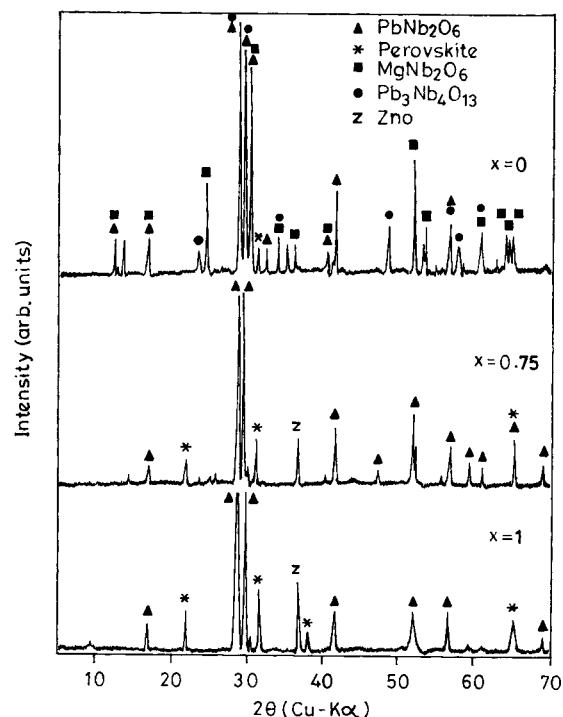 ▲ PbNb₂O₆
* Perovskite
■ MgNb₂O₆
● Pb₃Nb₄O₁₃
z Zno
x=0
x=0.75
z
x=1
z
Intensity (arb. units)
10 20 30 40 50 60 70
2θ (Cu-Kα)